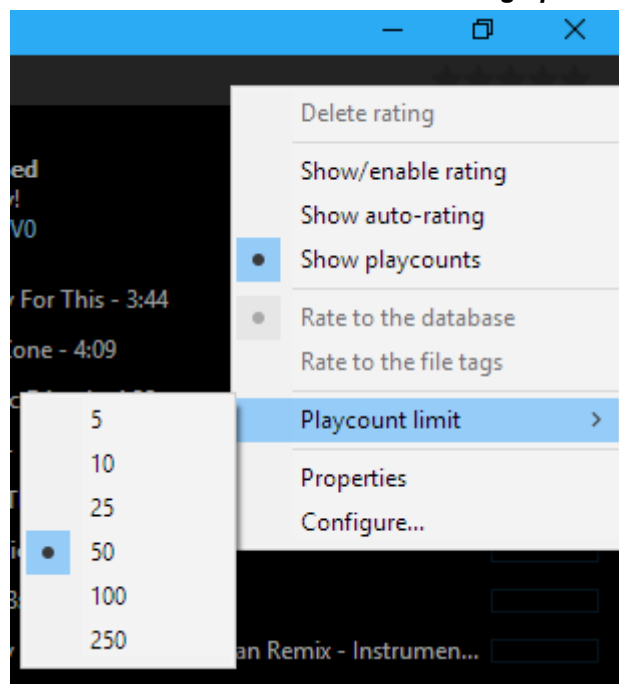 Delete rating
ed
Show/enable rating
y!
V0
Show auto-rating
Show playcounts
For This - 3:44
Rate to the database
one - 4:09
Rate to the file tags
5
Playcount limit
10
25
Properties
50
Configure...
100
250
an Remix - Instrumen...